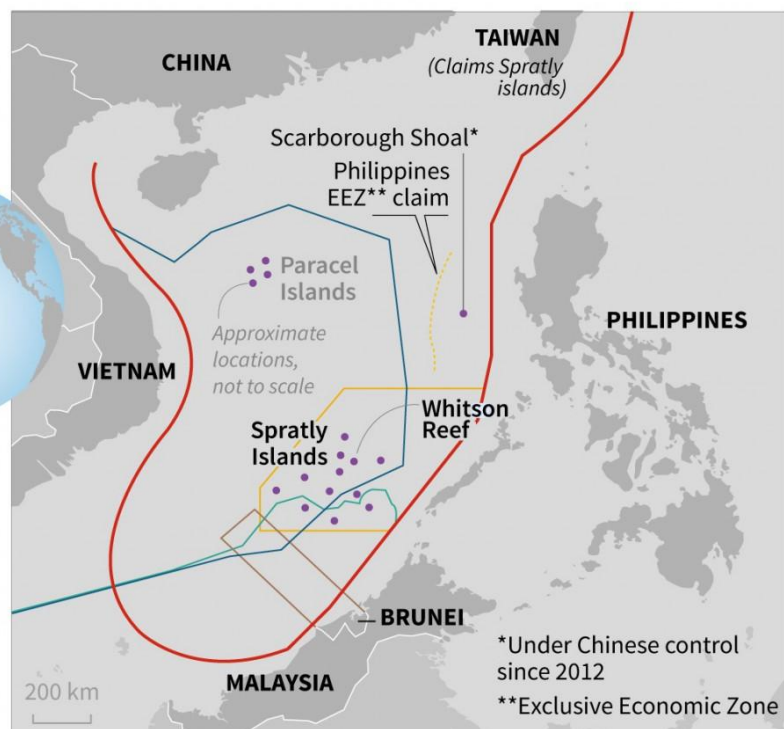 TAIWAN
(Claims Spratly
islands)
CHINA
Scarborough Shoal*
Philippines
EEZ** claim
Paracel
Islands
Approximate
locations,
not to scale
PHILIPPINES
VIETNAM
Whitson
Reef
Spratly
Islands
BRUNEI
MALAYSIA
*Under Chinese control
since 2012
**Exclusive Economic Zone
200 km